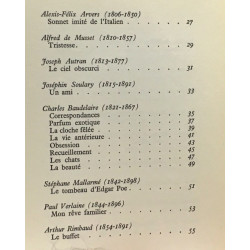 Alexis-Félix Arvers (1806-1850)
Sonnet imité de l'Italien . . . . . 27
Alfred de Musset (1810-1857)
Tristesse. . . . . . . 29
Joseph Autran (1813-1877)
Le ciel obscurci . . . . . . 31
Joséphin Soulary (1815-1891)
Un ami . . . . . . . 33
Charles Baudelaire (1821-1867)
Correspondances . . . . . . 35
Parfum exotique . . . . . . 37
La cloche fêlée . . . . . . 39
La vie antérieure . . . . . . 41
Obsession . . . . . . . 43
Recueillement . . . . . . 45
Les chats . . . . . . . 47
La beauté . . . . . . . 49
Stéphane Mallarmé (1842-1898)
Le tombeau d'Edgar Poe . . . . . 51
Paul Verlaine (1844-1896)
Mon rêve familier . . . . . . 53
Arthur Rimbaud (1854-1891)
Le buffet . . . . . . . 55